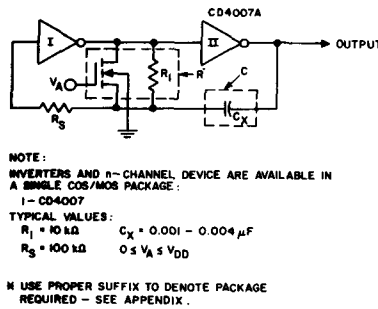 CD4007A
I
II
OUTPUT
VA
R1
R'
C
CX
RS
NOTE:
INVERTERS AND n-CHANNEL DEVICE ARE AVAILABLE IN
A SINGLE COS/MOS PACKAGE:
1-CD4007
TYPICAL VALUES:
R1 = 10 kΩ CX = 0.001 - 0.004 μF
RS = 100 kΩ 0 ≤ VA ≤ VDD
* USE PROPER SUFFIX TO DENOTE PACKAGE
REQUIRED - SEE APPENDIX.